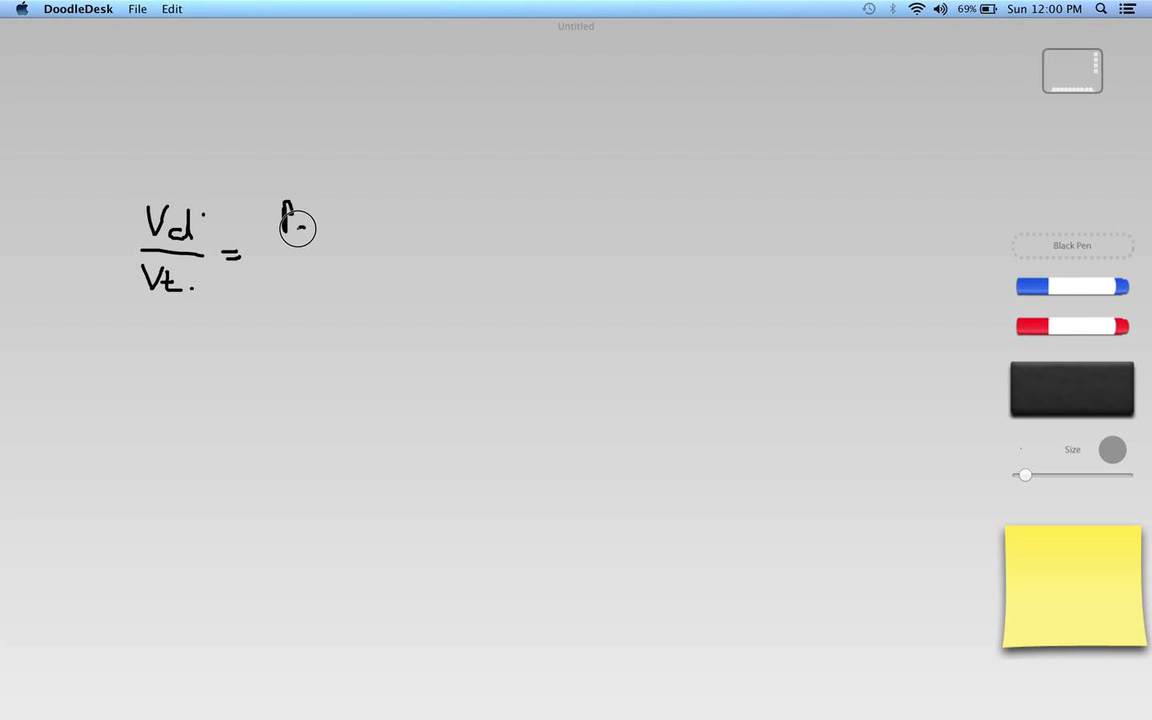 DoodleDesk File Edit 69% Sun 12:00 PM
Untitled
Vd
Vt. =
Black Pen
Size